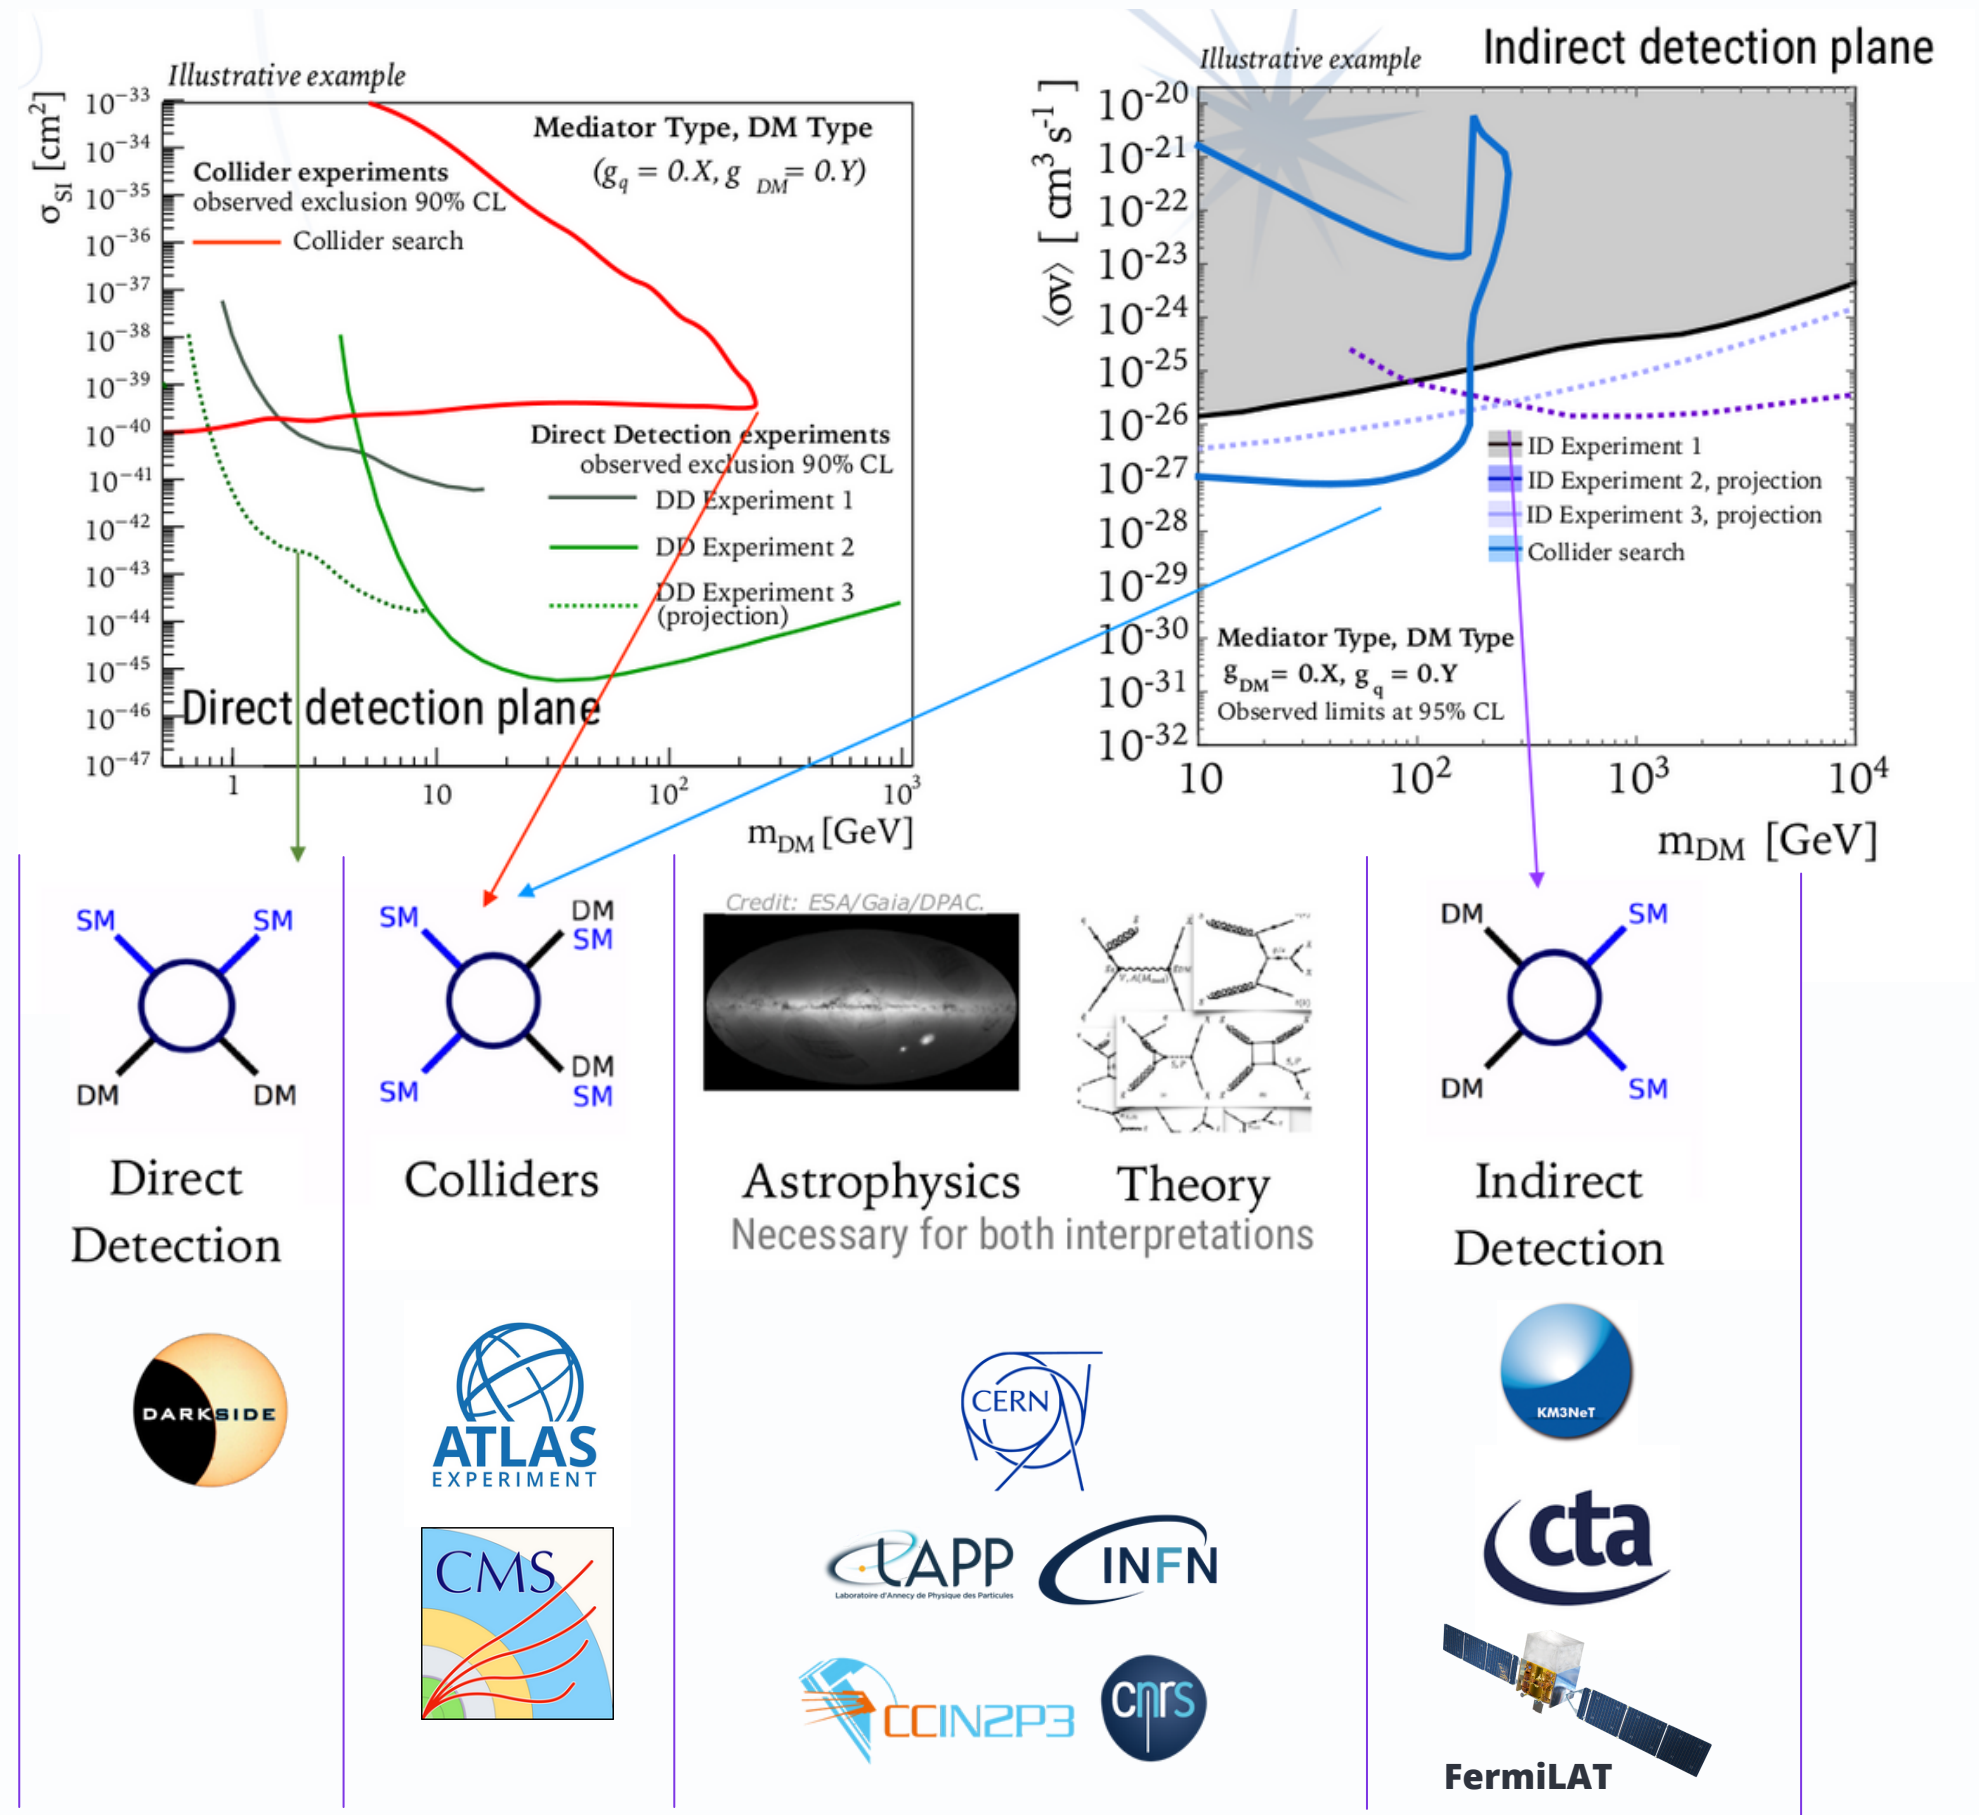 Illustrative example
σSI [cm²]
10⁻³³
10⁻³⁴
10⁻³⁵
10⁻³⁶
10⁻³⁷
10⁻³⁸
10⁻³⁹
10⁻⁴⁰
10⁻⁴¹
10⁻⁴²
10⁻⁴³
10⁻⁴⁴
10⁻⁴⁵
10⁻⁴⁶
10⁻⁴⁷
Mediator Type, DM Type
(gq = 0.X, g DM= 0.Y)
Collider experiments
observed exclusion 90% CL
Collider search
Direct Detection experiments
observed exclusion 90% CL
DD Experiment 1
DD Experiment 2
DD Experiment 3
(projection)
Direct detection plane
1
10
10²
10³
mDM [GeV]
Indirect detection plane
Illustrative example
⟨σv⟩ [ cm³ s⁻¹ ]
10⁻²⁰
10⁻²¹
10⁻²²
10⁻²³
10⁻²⁴
10⁻²⁵
10⁻²⁶
10⁻²⁷
10⁻²⁸
10⁻²⁹
10⁻³⁰
10⁻³¹
10⁻³²
ID Experiment 1
ID Experiment 2, projection
ID Experiment 3, projection
Collider search
Mediator Type, DM Type
gDM= 0.X, gq = 0.Y
Observed limits at 95% CL
10
10²
10³
10⁴
mDM [GeV]
SM
SM
DM
DM
Direct
Detection
SM
DM
SM
SM
DM
SM
Colliders
Credit: ESA/Gaia/DPAC.
Astrophysics
Theory
Necessary for both interpretations
DM
SM
DM
SM
Indirect
Detection
DARKSIDE
ATLAS
EXPERIMENT
CMS
CERN
LAPP
Laboratoire d'Annecy de Physique des Particules
INFN
CCIN2P3
cnrs
KM3NeT
cta
FermiLAT